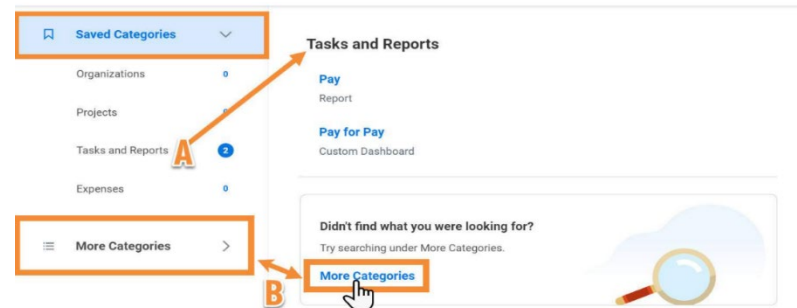 Saved Categories
Organizations 0
Projects
Tasks and Reports 2
Expenses 0
More Categories
A
B
Tasks and Reports
Pay
Report
Pay for Pay
Custom Dashboard
Didn't find what you were looking for?
Try searching under More Categories.
More Categories